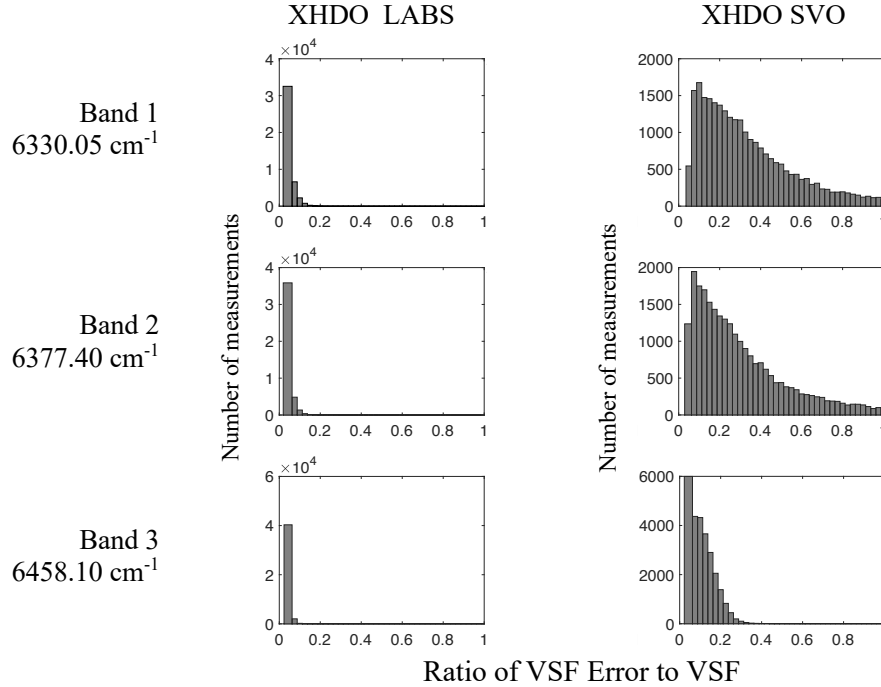 XHDO LABS
XHDO SVO
Band 1
6330.05 cm-1
×10^4
4
3
2
1
0
0 0.2 0.4 0.6 0.8 1
2000
1500
1000
500
0
0 0.2 0.4 0.6 0.8 1
Band 2
6377.40 cm-1
×10^4
4
3
2
1
0
0 0.2 0.4 0.6 0.8 1
2000
1500
1000
500
0
0 0.2 0.4 0.6 0.8 1
Band 3
6458.10 cm-1
×10^4
6
4
2
0
0 0.2 0.4 0.6 0.8 1
6000
4000
2000
0
0 0.2 0.4 0.6 0.8
Number of measurements
Number of measurements
Ratio of VSF Error to VSF